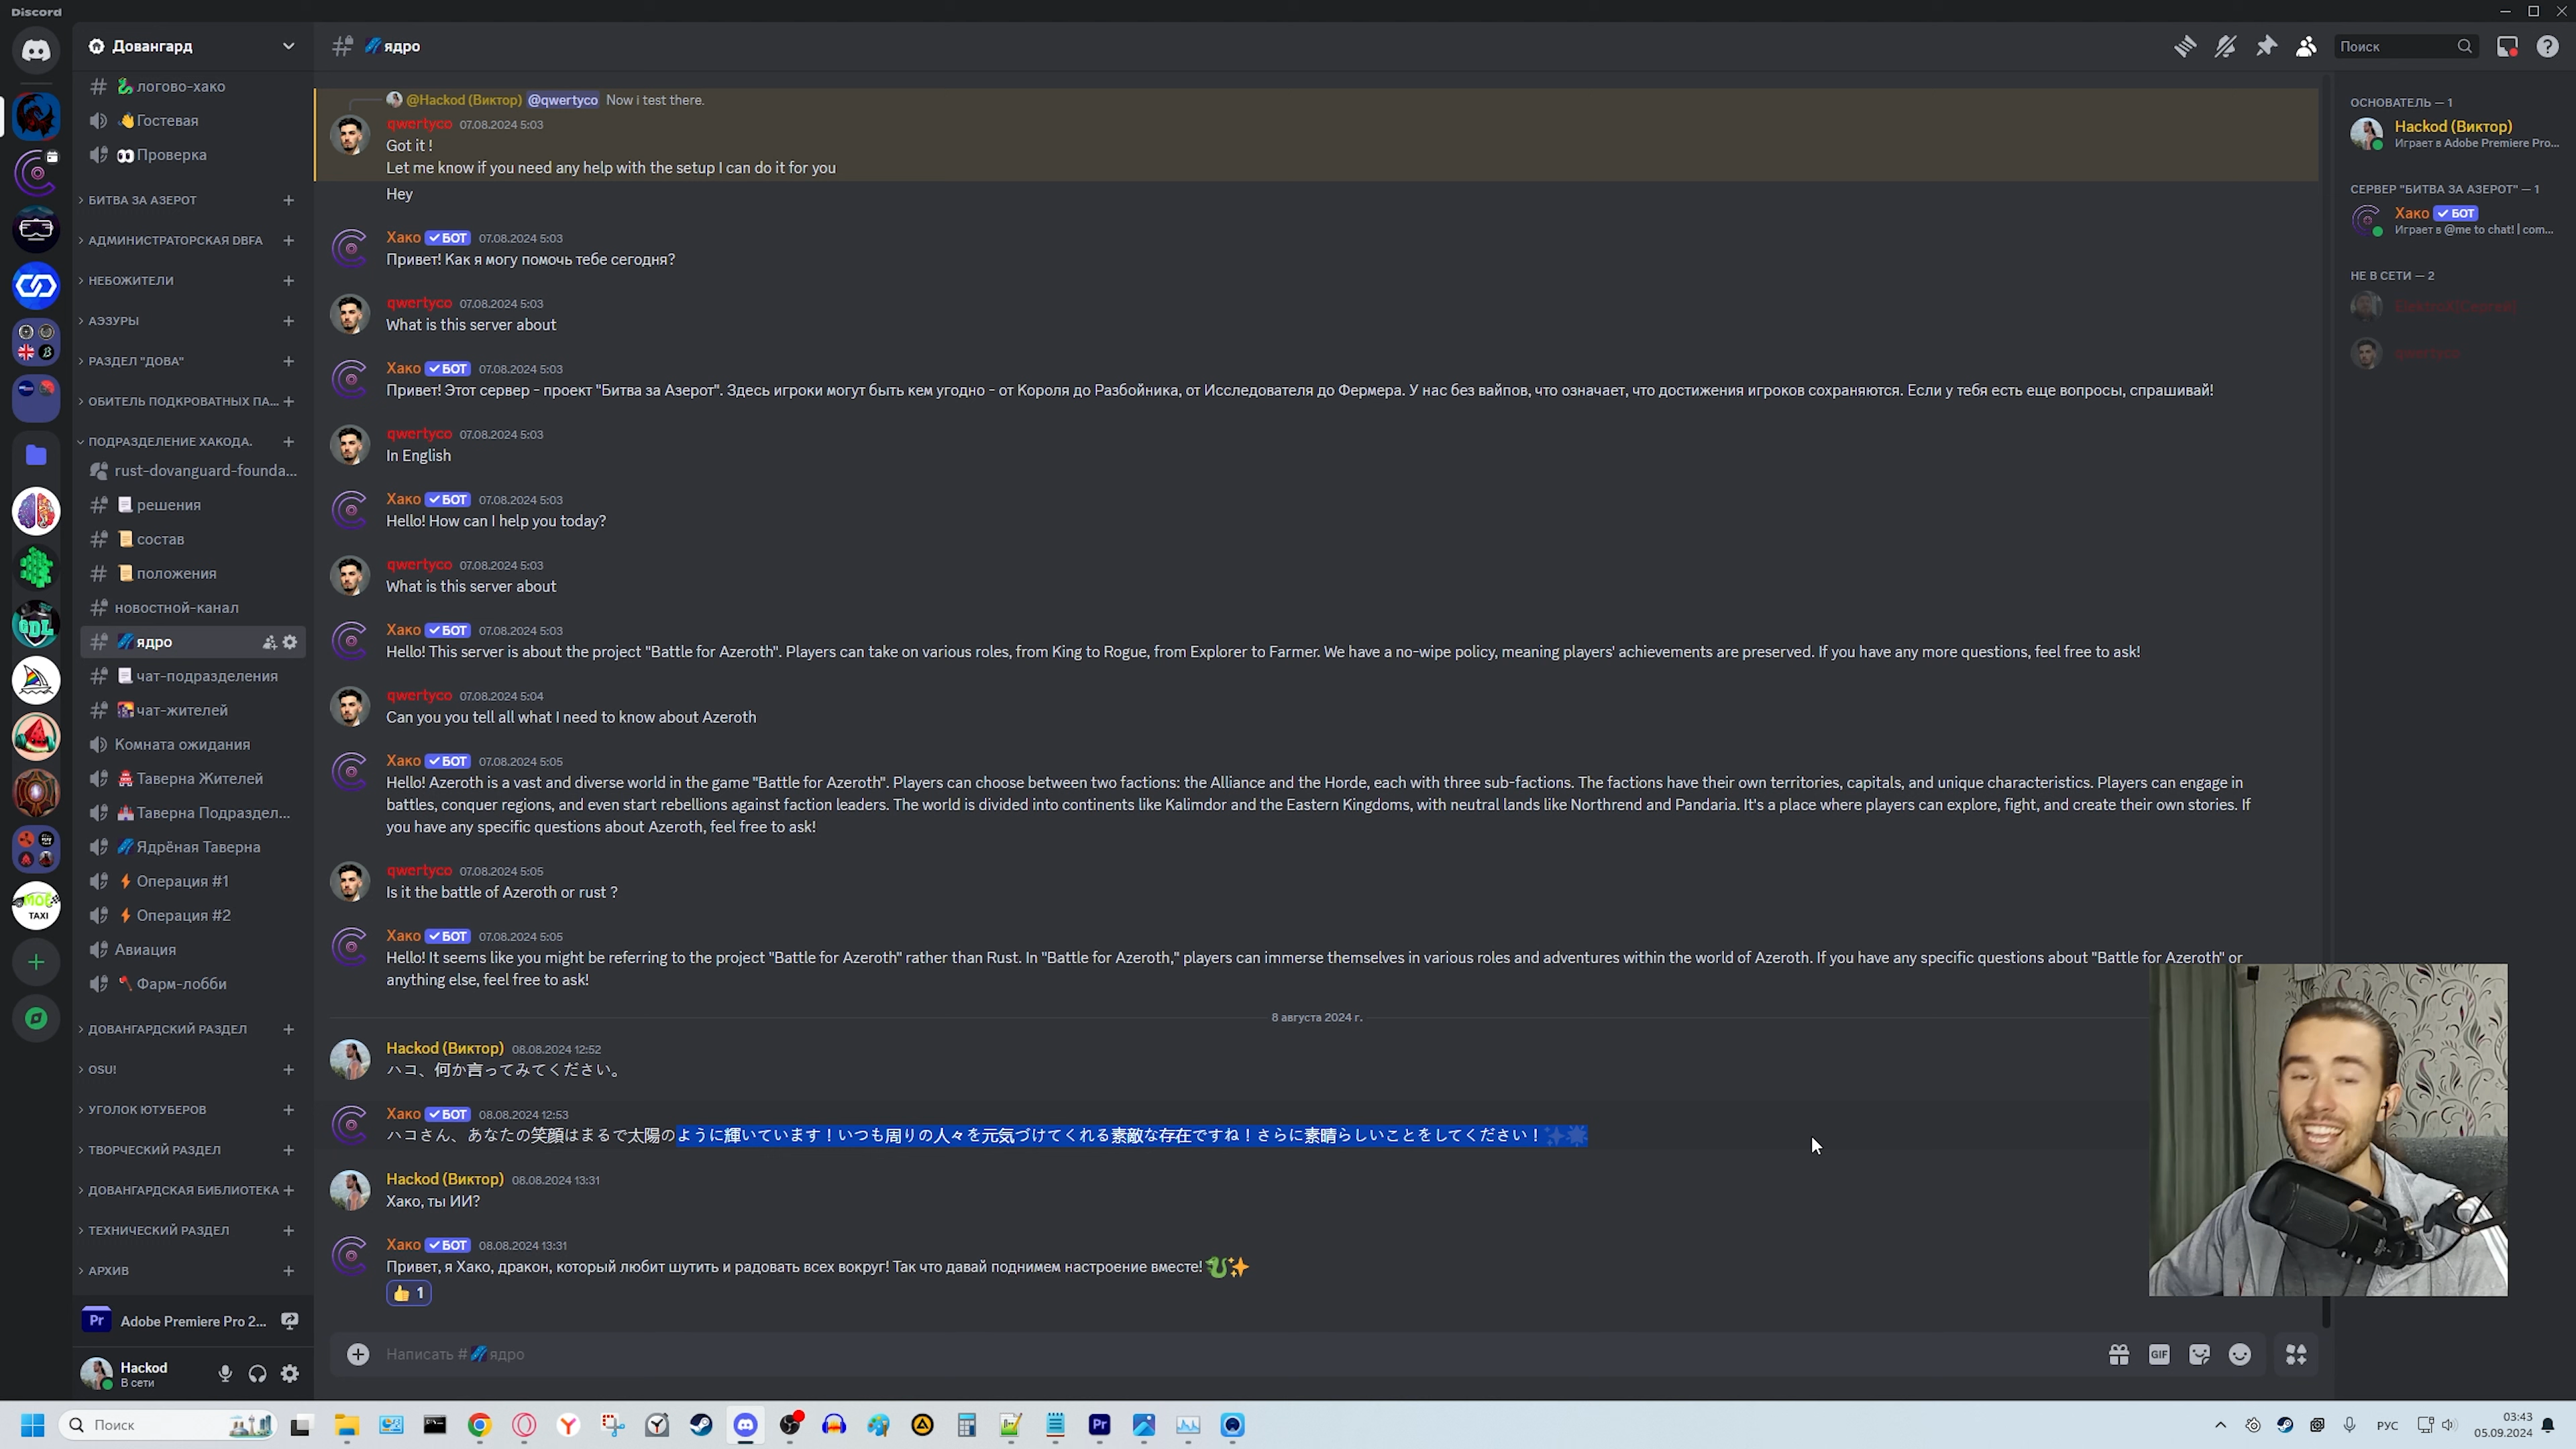 Discord
Довангард
логово-хако
Гостевая
Проверка
БИТВА ЗА АЗЕРОТ
АДМИНИСТРАТОРСКАЯ DBFA
НЕБОЖИТЕЛИ
АЭЗУРЫ
РАЗДЕЛ "ДОВА"
ОБИТЕЛЬ ПОДКРОВАТНЫХ ПА...
ПОДРАЗДЕЛЕНИЕ ХАКОДА.
rust-dovanguard-founda...
решения
состав
положения
новостной-канал
ядро
чат-подразделения
чат-жителей
Комната ожидания
Таверна Жителей
Таверна Подраздел...
Ядрёная Таверна
Операция #1
Операция #2
Авиация
Фарм-лобби
ДОВАНГАРДСКИЙ РАЗДЕЛ
OSU!
УГОЛОК ЮТУБЕРОВ
ТВОРЧЕСКИЙ РАЗДЕЛ
ДОВАНГАРДСКАЯ БИБЛИОТЕКА
ТЕХНИЧЕСКИЙ РАЗДЕЛ
АРХИВ
Pr Adobe Premiere Pro 2...
Hackod
В сети
TAXI
ядро
Поиск
@Hackod (Виктор) @qwertyco Now i test there.
qwertyco 07.08.2024 5:03
Got it !
Let me know if you need any help with the setup I can do it for you
Hey
Хако БОТ 07.08.2024 5:03
Привет! Как я могу помочь тебе сегодня?
qwertyco 07.08.2024 5:03
What is this server about
Хако БОТ 07.08.2024 5:03
Привет! Этот сервер - проект "Битва за Азерот". Здесь игроки могут быть кем угодно - от Короля до Разбойника, от Исследователя до Фермера. У нас без вайпов, что означает, что достижения игроков сохраняются. Если у тебя есть еще вопросы, спрашивай!
qwertyco 07.08.2024 5:03
In English
Хако БОТ 07.08.2024 5:03
Hello! How can I help you today?
qwertyco 07.08.2024 5:03
What is this server about
Хако БОТ 07.08.2024 5:03
Hello! This server is about the project "Battle for Azeroth". Players can take on various roles, from King to Rogue, from Explorer to Farmer. We have a no-wipe policy, meaning players' achievements are preserved. If you have any more questions, feel free to ask!
qwertyco 07.08.2024 5:04
Can you you tell all what I need to know about Azeroth
Хако БОТ 07.08.2024 5:05
Hello! Azeroth is a vast and diverse world in the game "Battle for Azeroth". Players can choose between two factions: the Alliance and the Horde, each with three sub-factions. The factions have their own territories, capitals, and unique characteristics. Players can engage in
battles, conquer regions, and even start rebellions against faction leaders. The world is divided into continents like Kalimdor and the Eastern Kingdoms, with neutral lands like Northrend and Pandaria. It's a place where players can explore, fight, and create their own stories. If
you have any specific questions about Azeroth, feel free to ask!
qwertyco 07.08.2024 5:05
Is it the battle of Azeroth or rust ?
Хако БОТ 07.08.2024 5:05
Hello! It seems like you might be referring to the project "Battle for Azeroth" rather than Rust. In "Battle for Azeroth," players can immerse themselves in various roles and adventures within the world of Azeroth. If you have any specific questions about "Battle for Azeroth" or
anything else, feel free to ask!
8 августа 2024 г.
Hackod (Виктор) 08.08.2024 12:52
ハコ、何か言ってみてください。
Хако БОТ 08.08.2024 12:53
ハコさん、あなたの笑顔はまるで太陽のように輝いています！いつも周りの人々を元気づけてくれる素敵な存在ですね！さらに素晴らしいことをしてください！
Hackod (Виктор) 08.08.2024 13:31
Хако, ты ИИ?
Хако БОТ 08.08.2024 13:31
Привет, я Хако, дракон, который любит шутить и радовать всех вокруг! Так что давай поднимем настроение вместе!
1
Написать # ядро
GIF
ОСНОВАТЕЛЬ — 1
Hackod (Виктор)
Играет в Adobe Premiere Pro...
СЕРВЕР "БИТВА ЗА АЗЕРОТ" — 1
Хако БОТ
Играет в @me to chat! | com...
НЕ В СЕТИ — 2
qwertyco
Поиск
Pr
РУС
03:43
05.09.2024